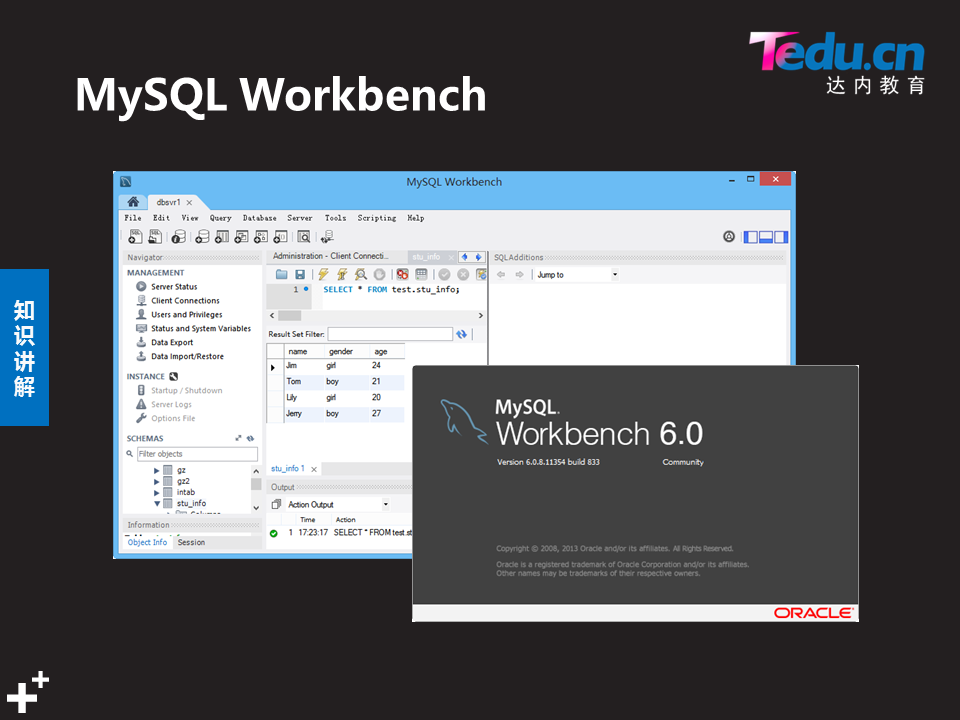 Tedu.cn
达内教育
MySQL Workbench
知识讲解
MySQL Workbench
dbsvr1
File Edit View Query Database Server Tools Scripting Help
Navigator
MANAGEMENT
Server Status
Client Connections
Users and Privileges
Status and System Variables
Data Export
Data Import/Restore
INSTANCE
Startup / Shutdown
Server Logs
Options File
SCHEMAS
Filter objects
gz
gz2
intab
stu_info
Information
Object Info Session
Administration - Client Connecti... stu_info
1 SELECT * FROM test.stu_info;
Result Set Filter:
name gender age
Jim girl 24
Tom boy 21
Lily girl 20
Jerry boy 27
stu_info 1
Output
Action Output
Time Action
1 17:23:17 SELECT * FROM test.st
SQLAdditions
Jump to
MySQL.
Workbench 6.0
Version 6.0.8.11354 build 833 Community
Copyright © 2008, 2013 Oracle and/or its affiliates. All Rights Reserved.
Oracle is a registered trademark of Oracle Corporation and/or its affiliates.
Other names may be trademarks of their respective owners.
ORACLE